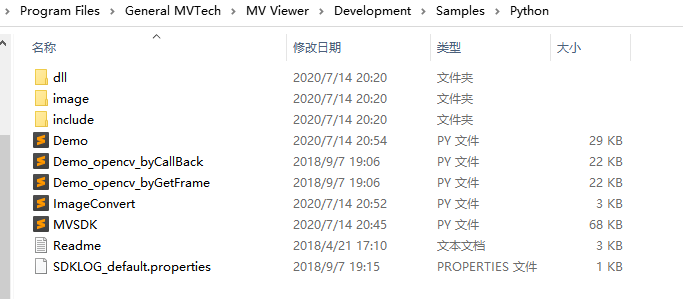 Program Files > General MVTech > MV Viewer > Development > Samples > Python
名称 修改日期 类型 大小
dll 2020/7/14 20:20 文件夹
image 2020/7/14 20:20 文件夹
include 2020/7/14 20:20 文件夹
Demo 2020/7/14 20:54 PY 文件 29 KB
Demo_opencv_byCallBack 2018/9/7 19:06 PY 文件 22 KB
Demo_opencv_byGetFrame 2018/9/7 19:06 PY 文件 22 KB
ImageConvert 2020/7/14 20:52 PY 文件 3 KB
MVSDK 2020/7/14 20:45 PY 文件 68 KB
Readme 2018/4/21 17:10 文本文档 3 KB
SDKLOG_default.properties 2018/9/7 19:15 PROPERTIES 文件 1 KB